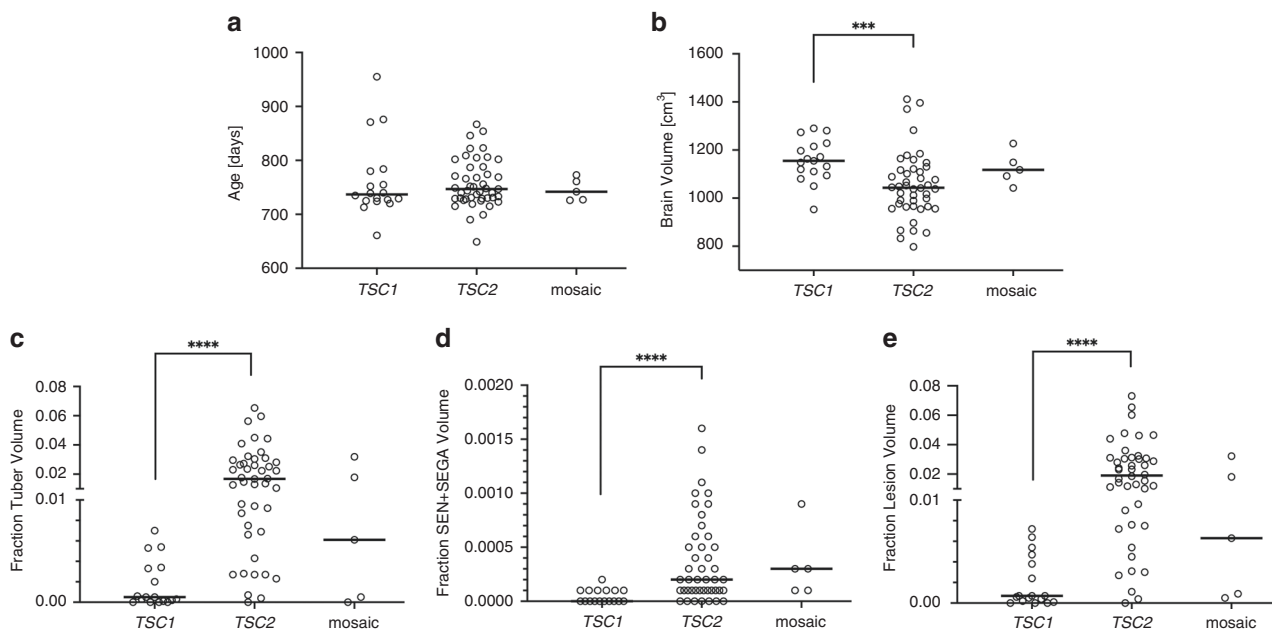 a
1000
900
800
700
600
Age [days]
TSC1 TSC2 mosaic
b
***
1600
1400
1200
1000
800
Brain Volume [cm³]
TSC1 TSC2 mosaic
c
****
0.08
0.06
0.04
0.02
0.01
0.00
Fraction Tuber Volume
TSC1 TSC2 mosaic
d
****
0.0020
0.0015
0.0010
0.0005
0.0000
Fraction SEN+SEGA Volume
TSC1 TSC2 mosaic
e
****
0.08
0.06
0.04
0.02
0.01
0.00
Fraction Lesion Volume
TSC1 TSC2 mosaic